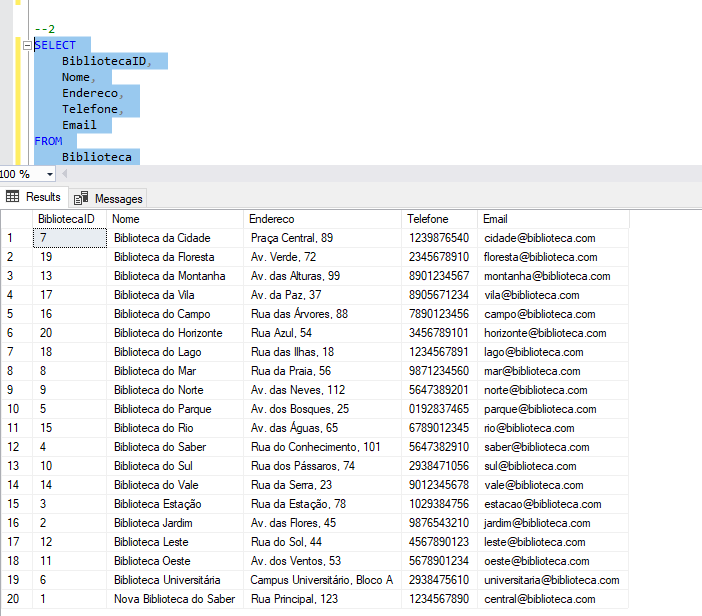 --2
SELECT
BibliotecaID,
Nome,
Endereco,
Telefone,
Email
FROM
Biblioteca
100 %
Results Messages
BibliotecaID Nome Endereco Telefone Email
1 7 Biblioteca da Cidade Praça Central, 89 1239876540 cidade@biblioteca.com
2 19 Biblioteca da Floresta Av. Verde, 72 2345678910 floresta@biblioteca.com
3 13 Biblioteca da Montanha Av. das Alturas, 99 8901234567 montanha@biblioteca.com
4 17 Biblioteca da Vila Av. da Paz, 37 8905671234 vila@biblioteca.com
5 16 Biblioteca do Campo Rua das Árvores, 88 7890123456 campo@biblioteca.com
6 20 Biblioteca do Horizonte Rua Azul, 54 3456789101 horizonte@biblioteca.com
7 18 Biblioteca do Lago Rua das Ilhas, 18 1234567891 lago@biblioteca.com
8 8 Biblioteca do Mar Rua da Praia, 56 9871234560 mar@biblioteca.com
9 9 Biblioteca do Norte Av. das Neves, 112 5647389201 norte@biblioteca.com
10 5 Biblioteca do Parque Av. dos Bosques, 25 0192837465 parque@biblioteca.com
11 15 Biblioteca do Rio Av. das Águas, 65 6789012345 rio@biblioteca.com
12 4 Biblioteca do Saber Rua do Conhecimento, 101 5647382910 saber@biblioteca.com
13 10 Biblioteca do Sul Rua dos Pássaros, 74 2938471056 sul@biblioteca.com
14 14 Biblioteca do Vale Rua da Serra, 23 9012345678 vale@biblioteca.com
15 3 Biblioteca Estação Rua da Estação, 78 1029384756 estacao@biblioteca.com
16 2 Biblioteca Jardim Av. das Flores, 45 9876543210 jardim@biblioteca.com
17 12 Biblioteca Leste Rua do Sol, 44 4567890123 leste@biblioteca.com
18 11 Biblioteca Oeste Av. dos Ventos, 53 5678901234 oeste@biblioteca.com
19 6 Biblioteca Universitária Campus Universitário, Bloco A 2938475610 universitaria@biblioteca.com
20 1 Nova Biblioteca do Saber Rua Principal, 123 1234567890 central@biblioteca.com